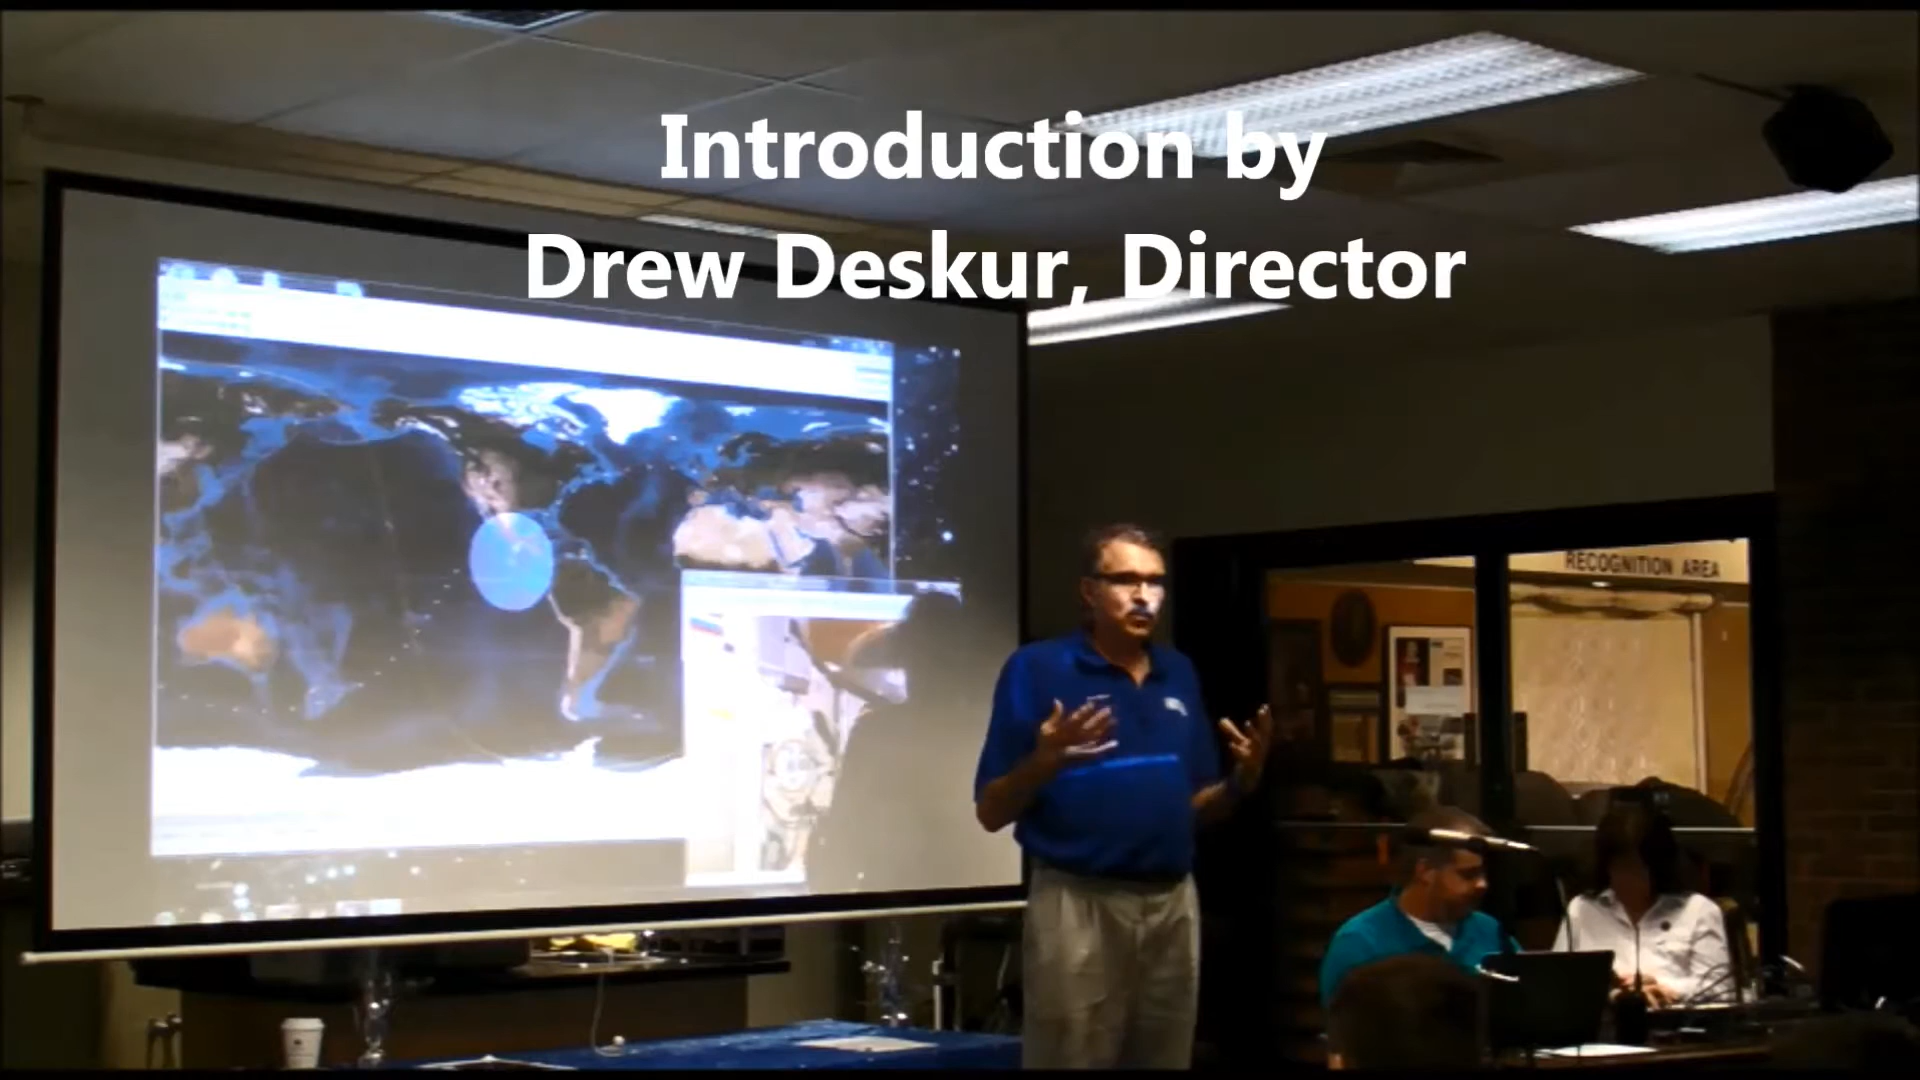 Introduction by
Drew Deskur, Director
RECOGNITION AREA